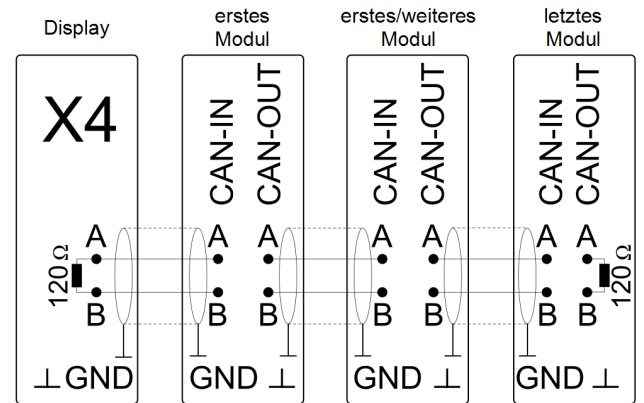 Display
X4
A
B
120 Ω
⊥ GND
erstes
Modul
CAN-IN
CAN-OUT
A
A
B
B
GND ⊥
erstes/weiteres
Modul
CAN-IN
CAN-OUT
A
A
B
B
GND ⊥
letztes
Modul
CAN-IN
CAN-OUT
A
A
B
B
120 Ω
GND ⊥